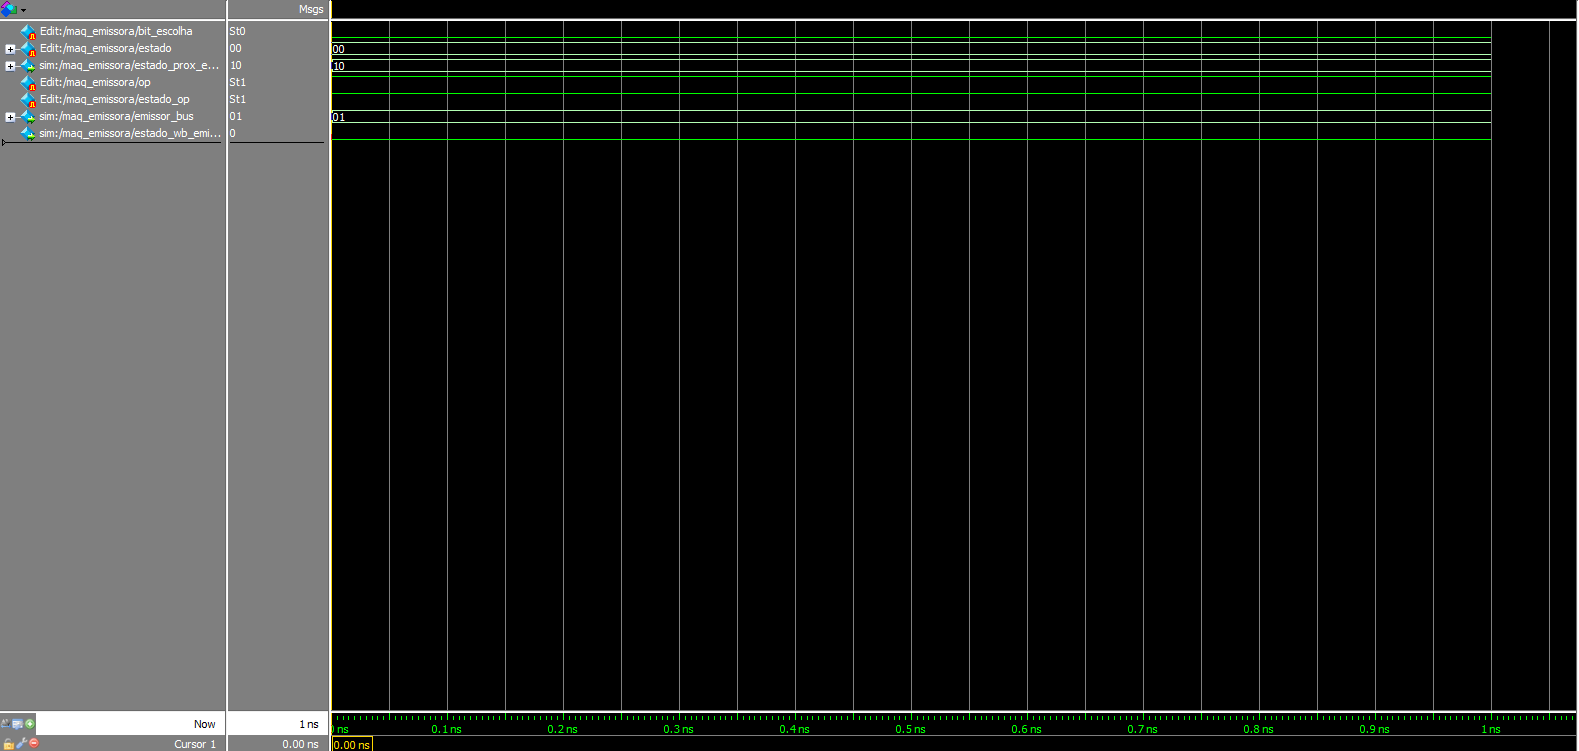 Msgs
Edit:/maq_emissora/bit_escolha St0
Edit:/maq_emissora/estado 00 00
sim:/maq_emissora/estado_prox_e... 10 10
Edit:/maq_emissora/op St1
Edit:/maq_emissora/estado_op St1
sim:/maq_emissora/emissor_bus 01 01
sim:/maq_emissora/estado_wb_emi... 0
Now 1 ns ns 0.1 ns 0.2 ns 0.3 ns 0.4 ns 0.5 ns 0.6 ns 0.7 ns 0.8 ns 0.9 ns 1 ns
Cursor 1 0.00 ns 0.00 ns